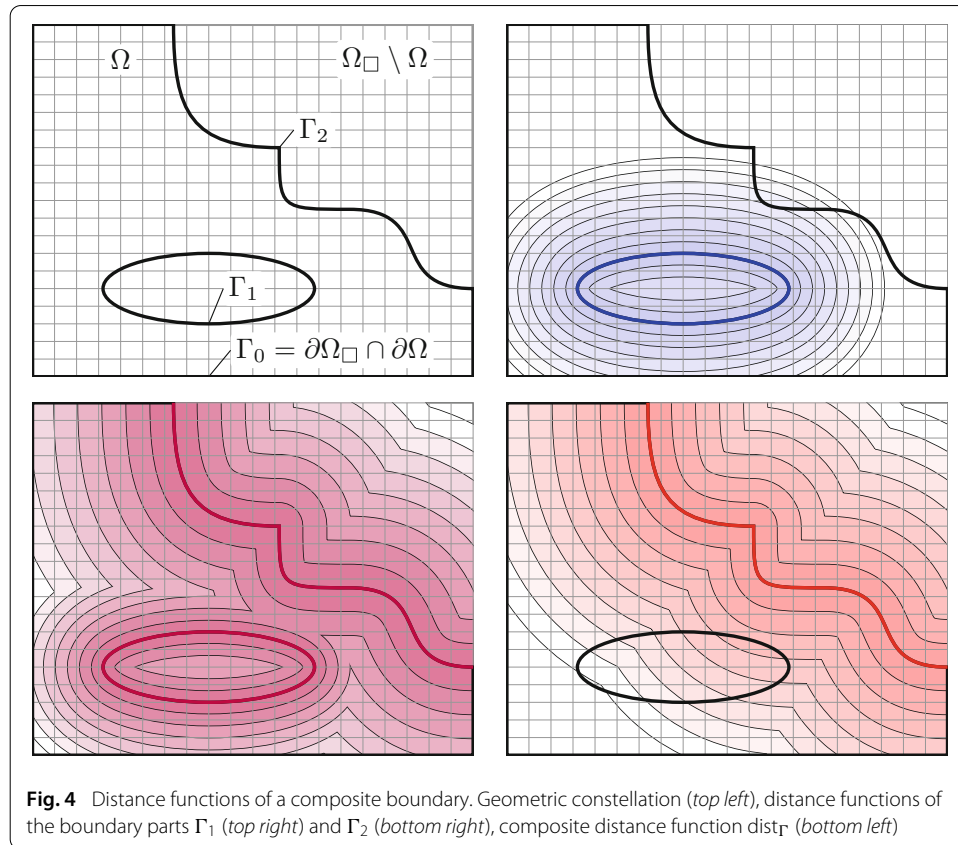 Ω
Ω□ \ Ω
Γ2
Γ1
Γ0 = ∂Ω□ ∩ ∂Ω
Fig. 4 Distance functions of a composite boundary. Geometric constellation (top left), distance functions of
the boundary parts Γ1 (top right) and Γ2 (bottom right), composite distance function distΓ (bottom left)